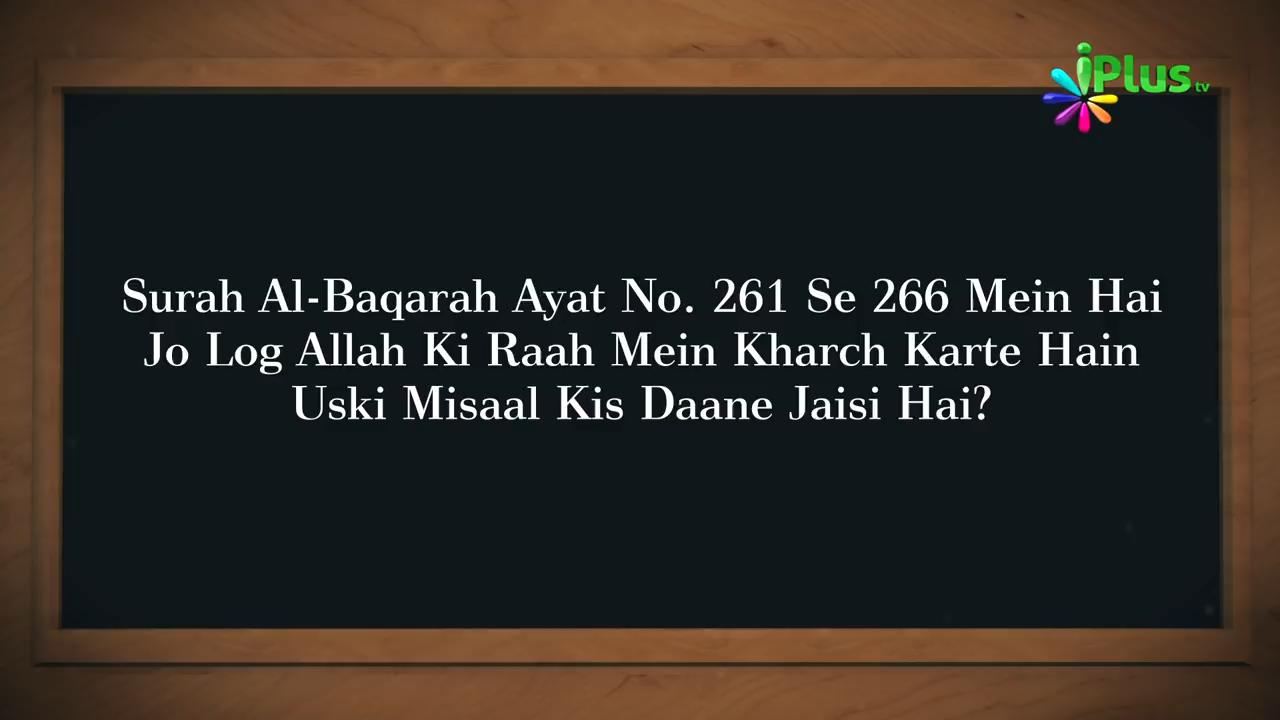 iPlus tv
Surah Al-Baqarah Ayat No. 261 Se 266 Mein Hai
Jo Log Allah Ki Raah Mein Kharch Karte Hain
Uski Misaal Kis Daane Jaisi Hai?